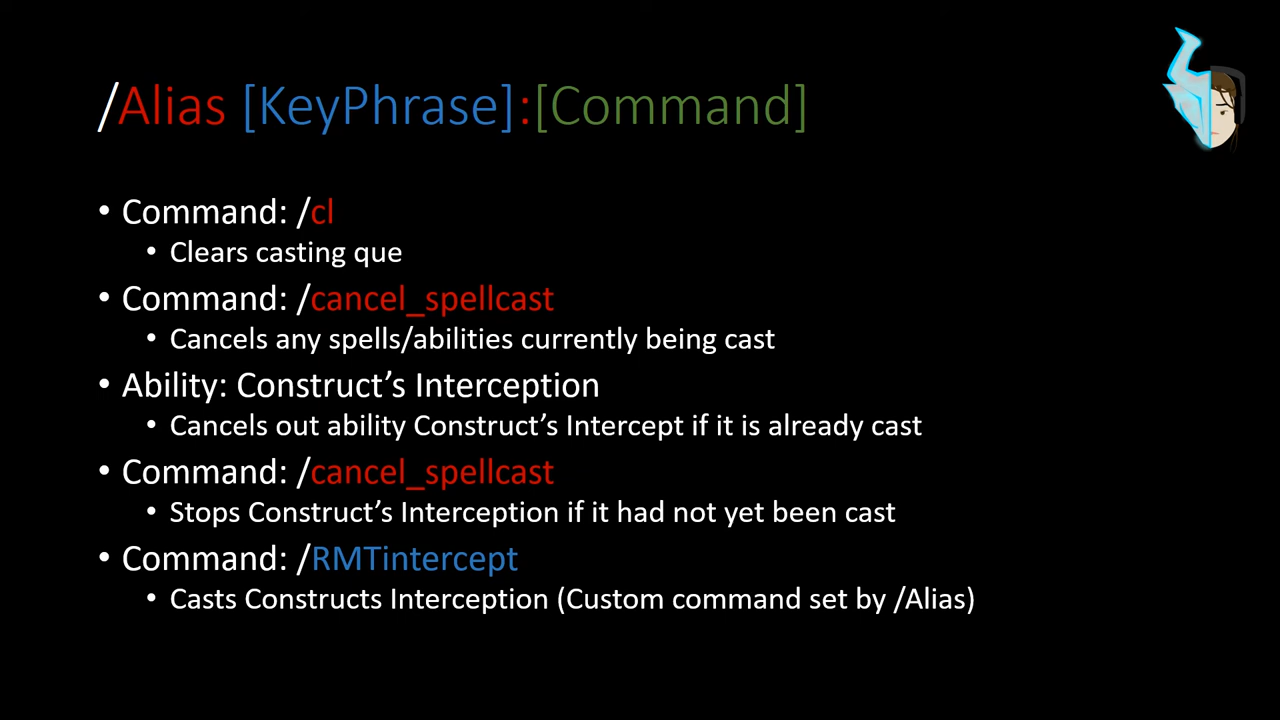 /Alias [KeyPhrase]:[Command]
• Command: /cl
• Clears casting que
• Command: /cancel_spellcast
• Cancels any spells/abilities currently being cast
• Ability: Construct’s Interception
• Cancels out ability Construct’s Intercept if it is already cast
• Command: /cancel_spellcast
• Stops Construct’s Interception if it had not yet been cast
• Command: /RMTintercept
• Casts Constructs Interception (Custom command set by /Alias)